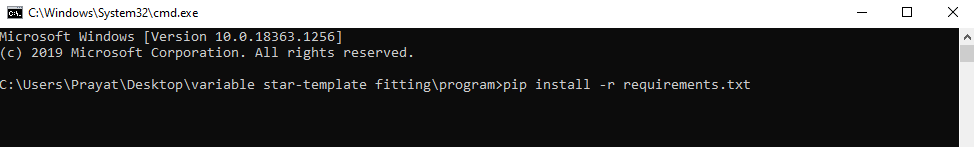 C:\Windows\System32\cmd.exe
Microsoft Windows [Version 10.0.18363.1256]
(c) 2019 Microsoft Corporation. All rights reserved.
C:\Users\Prayat\Desktop\variable star-template fitting\program>pip install -r requirements.txt